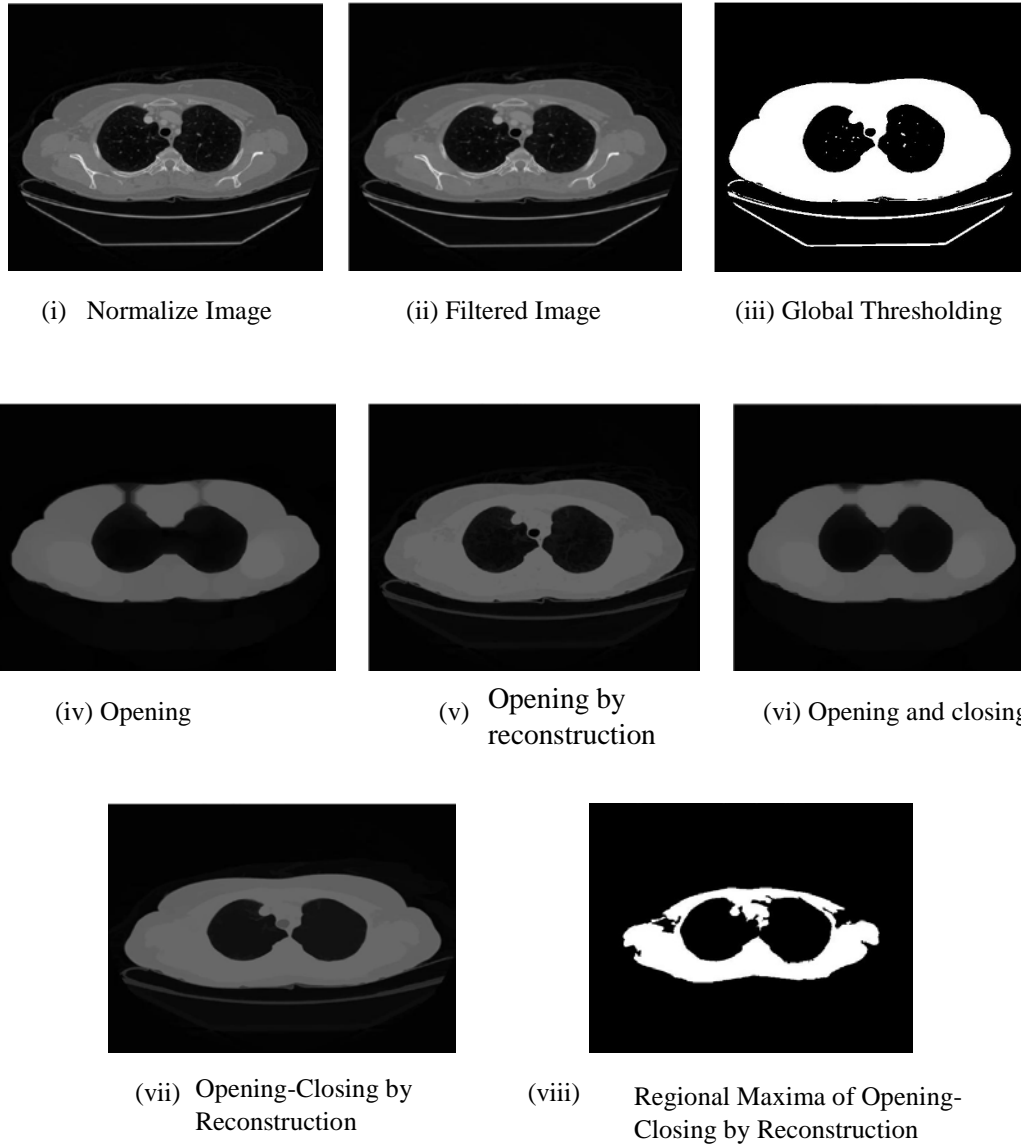 (i) Normalize Image
(ii) Filtered Image
(iii) Global Thresholding
(iv) Opening
(v) Opening by
reconstruction
(vi) Opening and closing
(vii) Opening-Closing by
Reconstruction
(viii) Regional Maxima of Opening-
Closing by Reconstruction